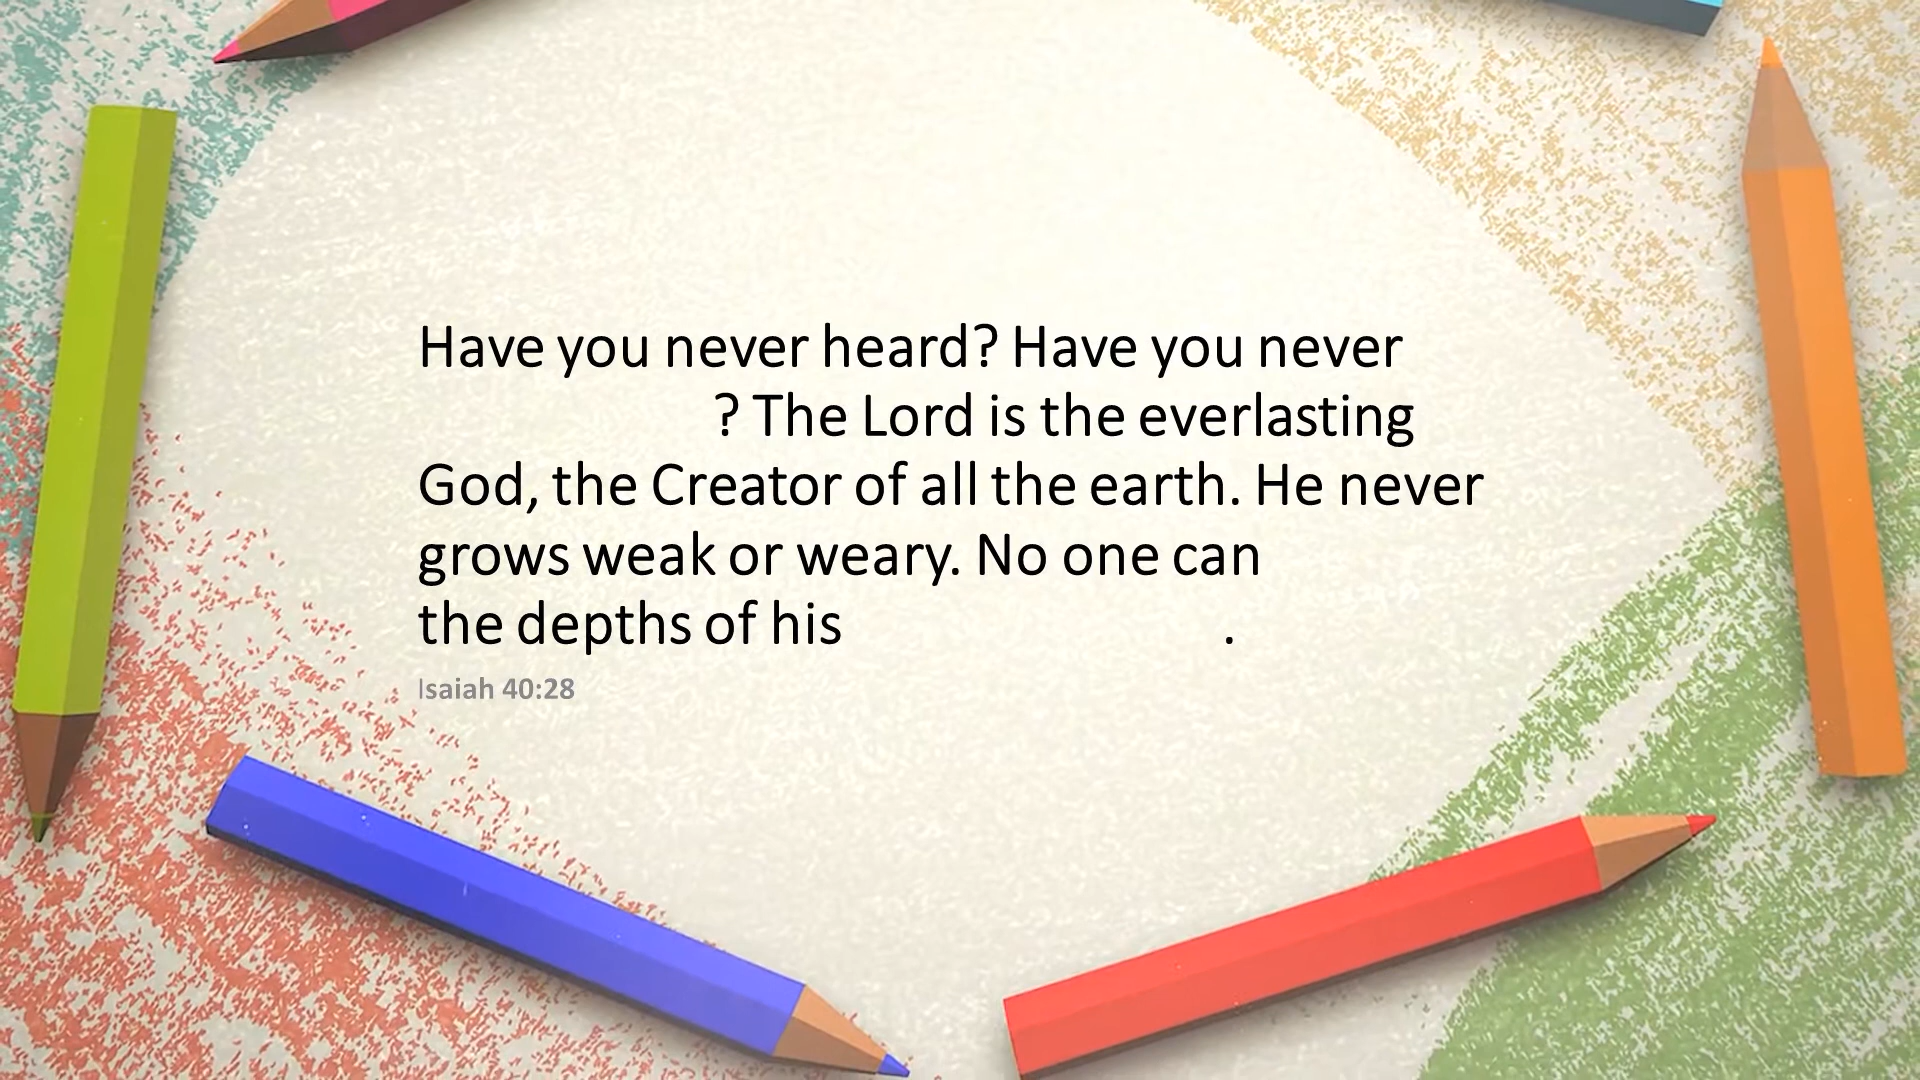 Have you never heard? Have you never
? The Lord is the everlasting
God, the Creator of all the earth. He never
grows weak or weary. No one can
the depths of his .
Isaiah 40:28